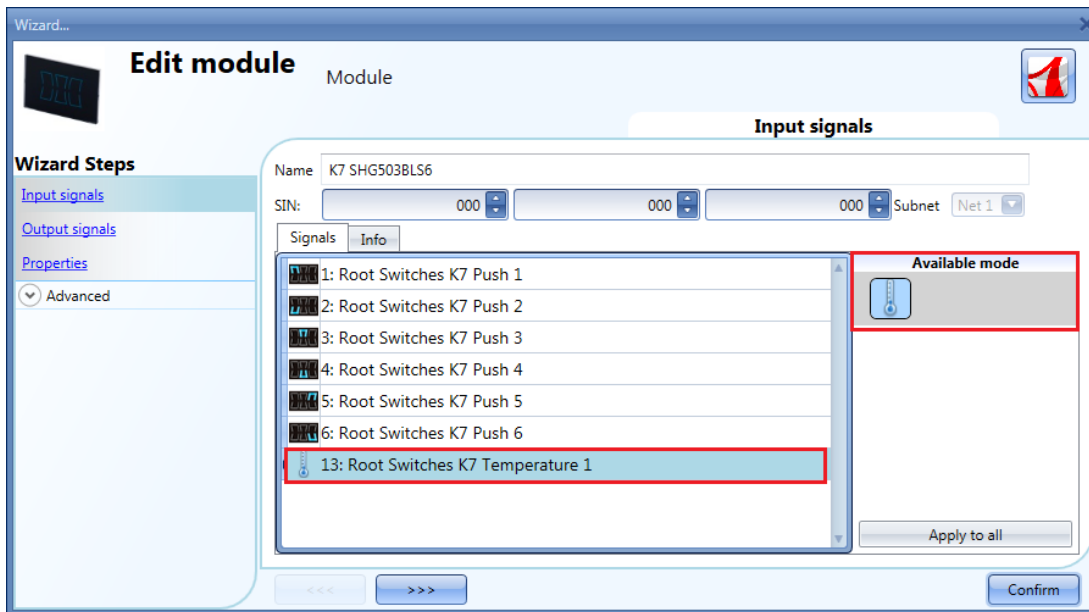 Wizard...
Edit module
Module
Input signals
Wizard Steps
Input signals
Output signals
Properties
Advanced
Name K7 SHG503BLS6
SIN: 000 000 000 Subnet Net 1
Signals Info
1: Root Switches K7 Push 1
2: Root Switches K7 Push 2
3: Root Switches K7 Push 3
4: Root Switches K7 Push 4
5: Root Switches K7 Push 5
6: Root Switches K7 Push 6
13: Root Switches K7 Temperature 1
Available mode
Apply to all
<<< >>> Confirm